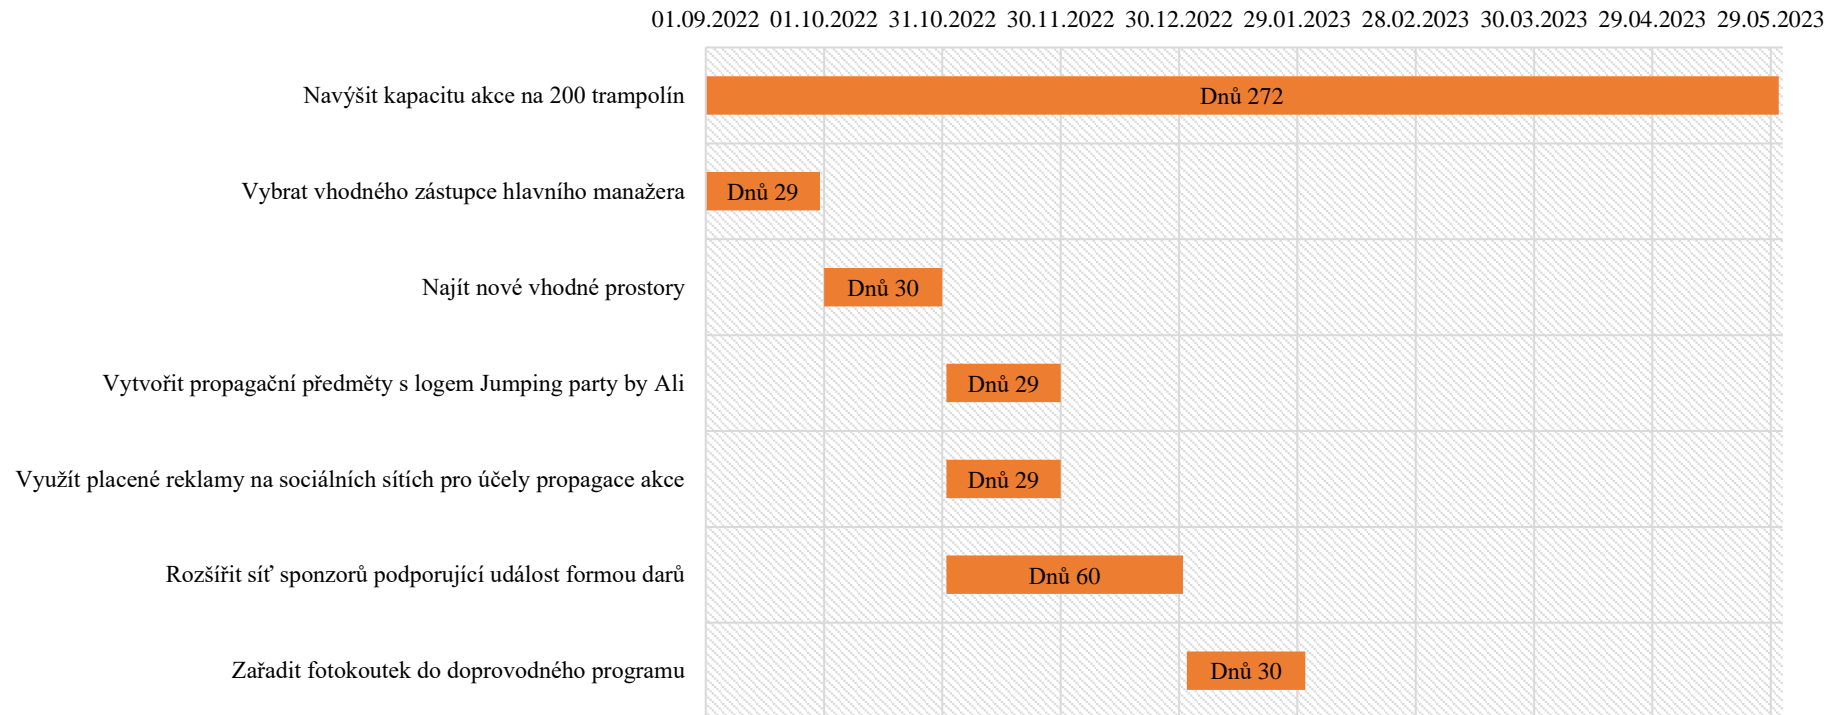 01.09.2022 01.10.2022 31.10.2022 30.11.2022 30.12.2022 29.01.2023 28.02.2023 30.03.2023 29.04.2023 29.05.2023
Navýšit kapacitu akce na 200 trampolín
Dnů 272
Vybrat vhodného zástupce hlavního manažera
Dnů 29
Najít nové vhodné prostory
Dnů 30
Vytvořit propagační předměty s logem Jumping party by Ali
Dnů 29
Využít placené reklamy na sociálních sítích pro účely propagace akce
Dnů 29
Rozšířit síť sponzorů podporující událost formou darů
Dnů 60
Zařadit fotokoutek do doprovodného programu
Dnů 30